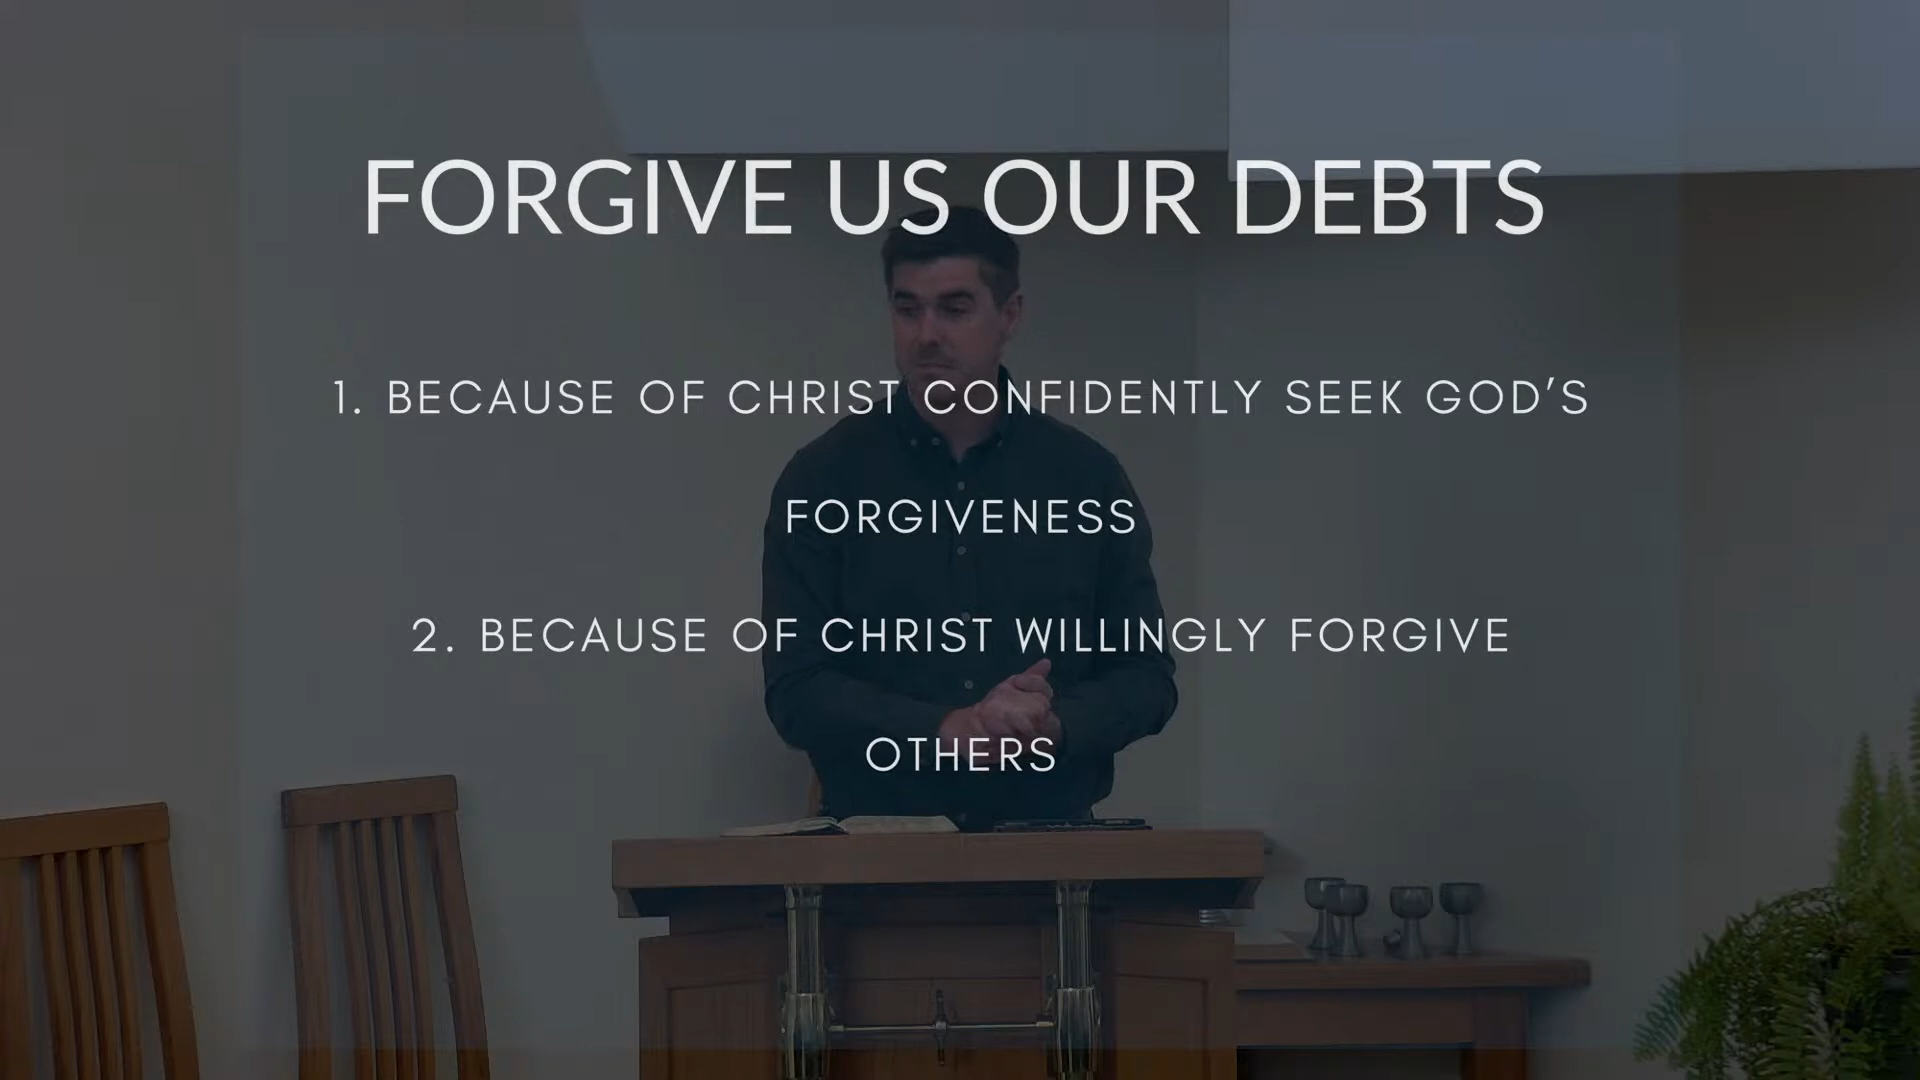 FORGIVE US OUR DEBTS
1. BECAUSE OF CHRIST CONFIDENTLY SEEK GOD'S
FORGIVENESS
2. BECAUSE OF CHRIST WILLINGLY FORGIVE
OTHERS